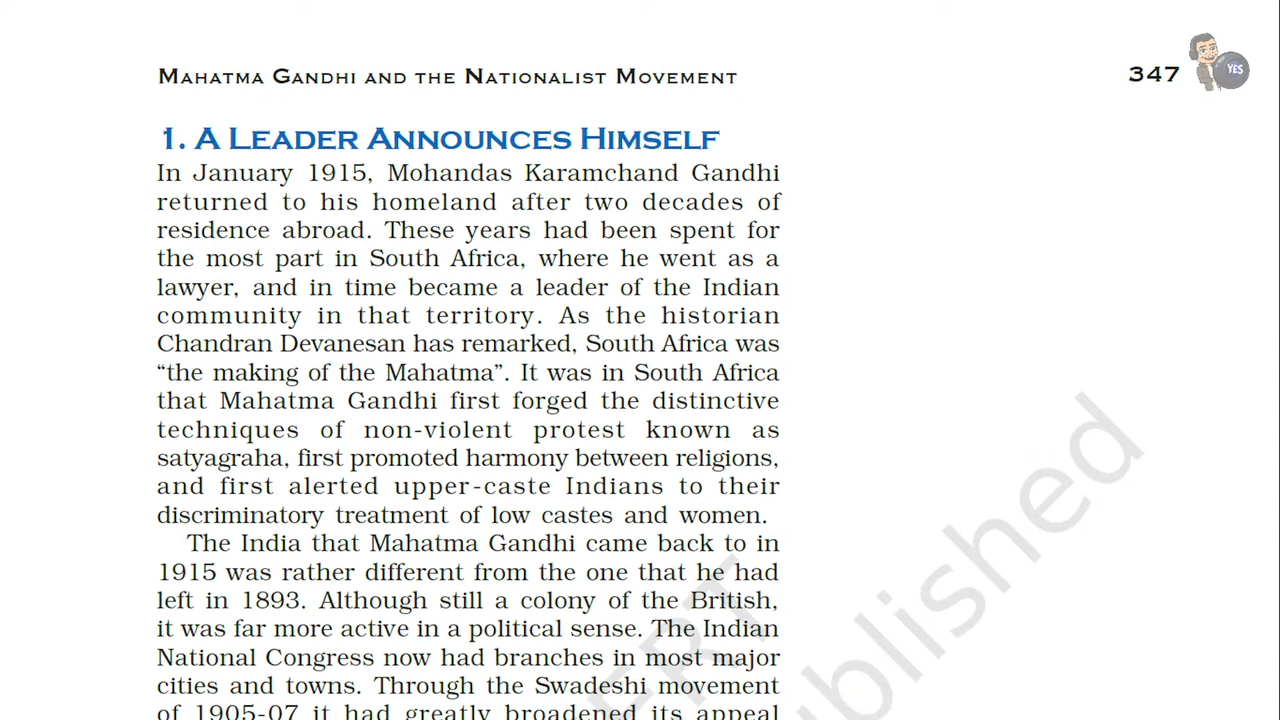 MAHATMA GANDHI AND THE NATIONALIST MOVEMENT
347
YES
1. A LEADER ANNOUNCES HIMSELF
In January 1915, Mohandas Karamchand Gandhi
returned to his homeland after two decades of
residence abroad. These years had been spent for
the most part in South Africa, where he went as a
lawyer, and in time became a leader of the Indian
community in that territory. As the historian
Chandran Devanesan has remarked, South Africa was
“the making of the Mahatma”. It was in South Africa
that Mahatma Gandhi first forged the distinctive
techniques of non-violent protest known as
satyagraha, first promoted harmony between religions,
and first alerted upper-caste Indians to their
discriminatory treatment of low castes and women.
The India that Mahatma Gandhi came back to in
1915 was rather different from the one that he had
left in 1893. Although still a colony of the British,
it was far more active in a political sense. The Indian
National Congress now had branches in most major
cities and towns. Through the Swadeshi movement
of 1905-07 it had greatly broadened its appeal